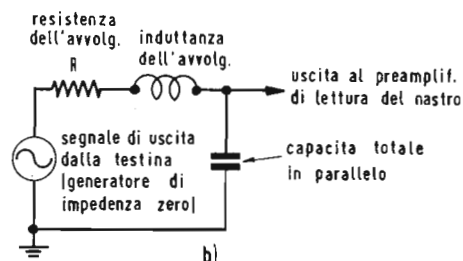 resistenza
dell'avvolg.
R
induttanza
dell'avvolg.
uscita al preamplif.
di lettura del nastro
segnale di uscita
dalla testina
|generatore di
impedenza zero|
capacita totale
in parallelo
b)